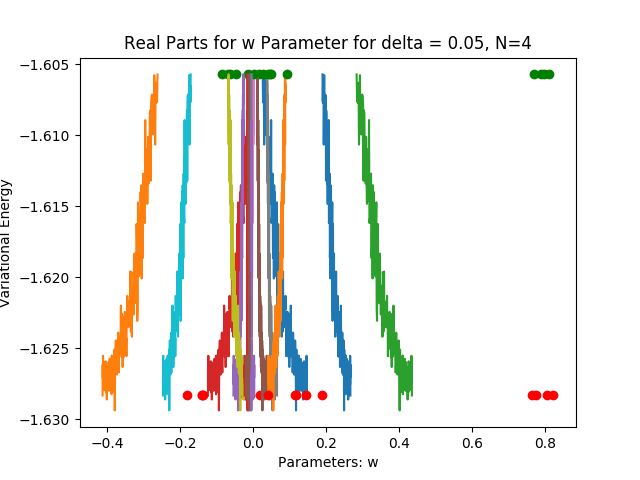 Real Parts for w Parameter for delta = 0.05, N=4
Variational Energy
−1.605
−1.610
−1.615
−1.620
−1.625
−1.630
−0.4 −0.2 0.0 0.2 0.4 0.6 0.8
Parameters: w